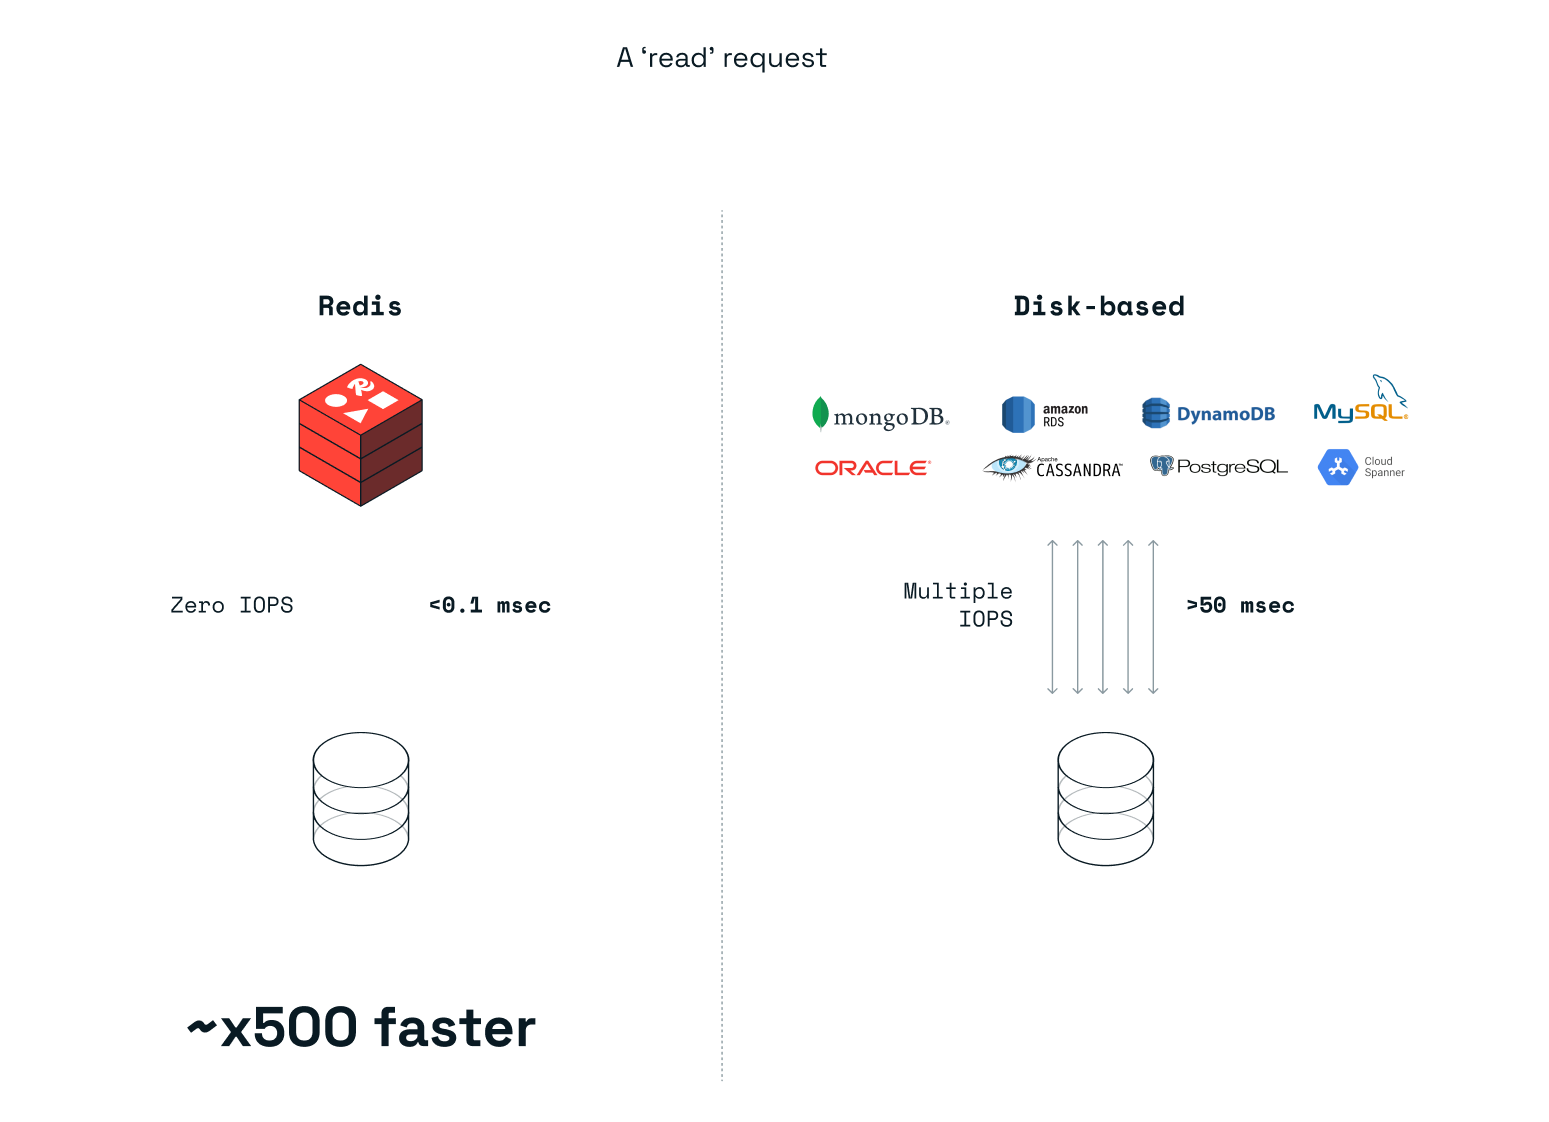 A ‘read’ request
Redis
Zero IOPS
<0.1 msec
~x500 faster
Disk-based
mongoDB®
amazon
RDS
DynamoDB
MySQL®
ORACLE®
Apache
CASSANDRA™
PostgreSQL
Cloud
Spanner
Multiple
IOPS
>50 msec